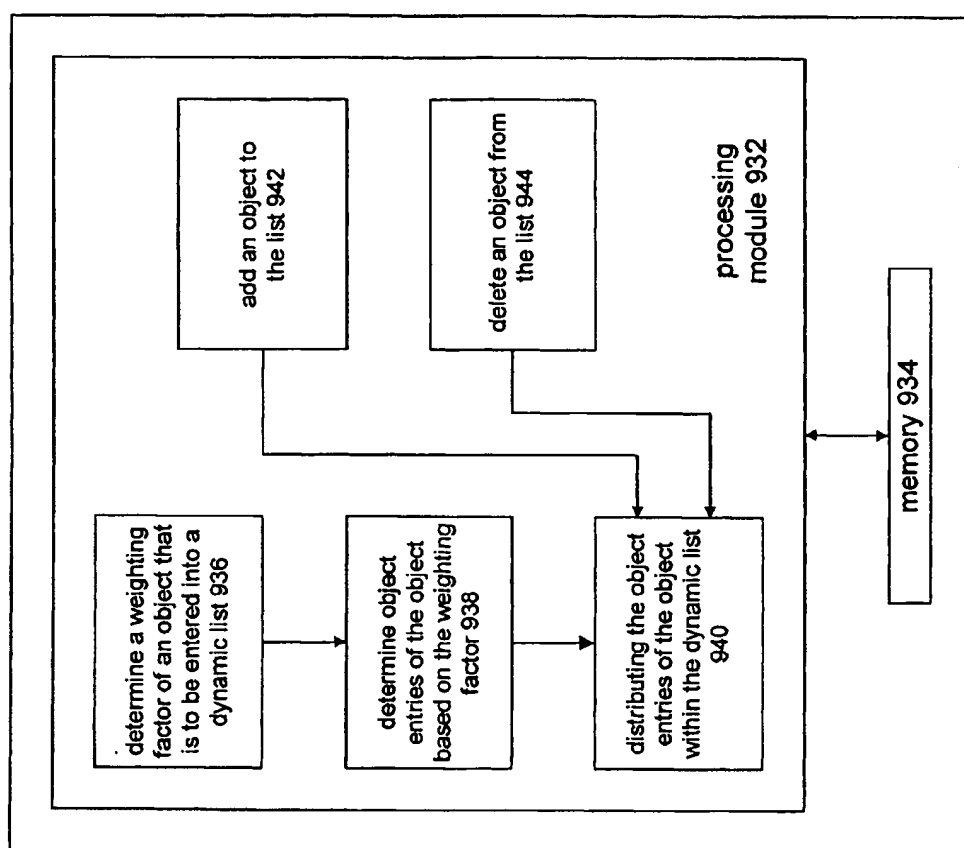 determine a weighting
factor of an object that
is to be entered into a
dynamic list 936
determine object
entries of the object
based on the weighting
factor 938
distributing the object
entries of the object
within the dynamic list
940
add an object to
the list 942
delete an object from
the list 944
processing
module 932
memory 934